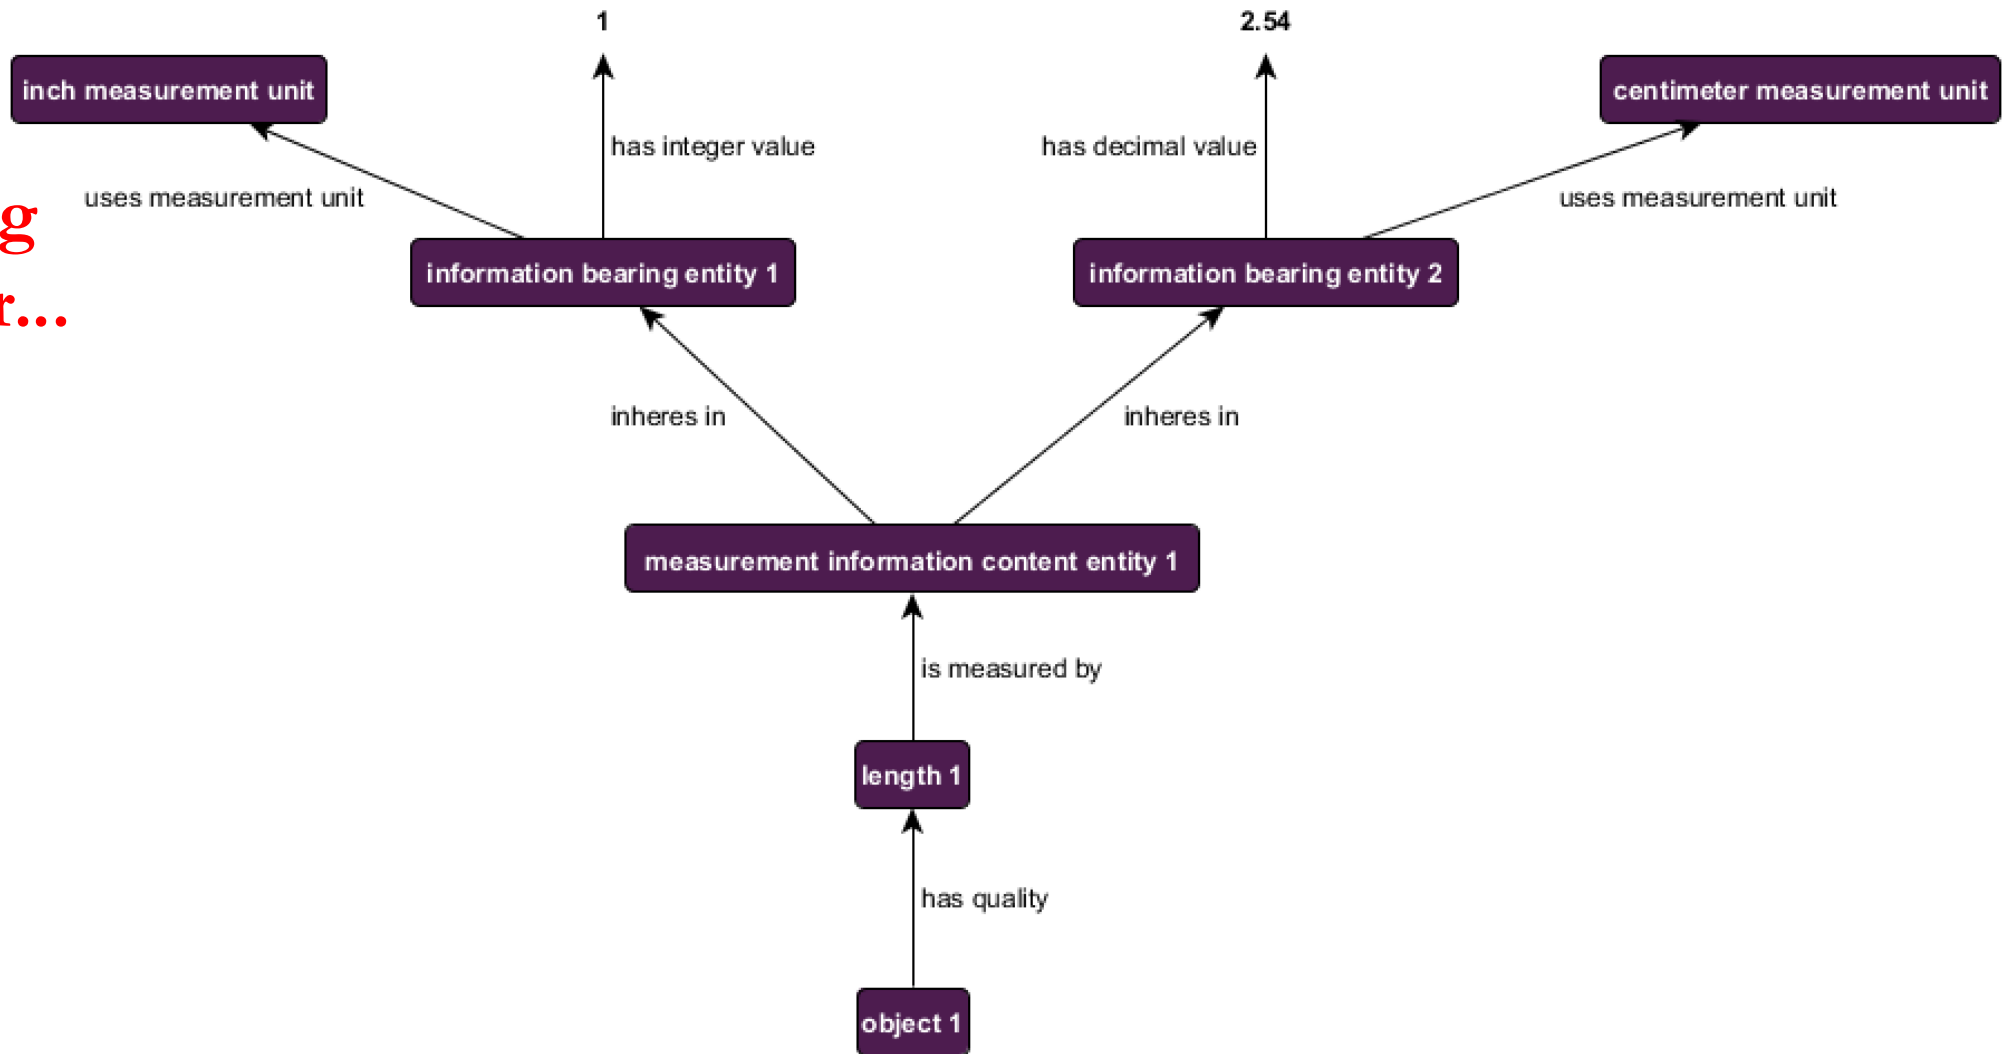 1
2.54
inch measurement unit
centimeter measurement unit
has integer value
has decimal value
uses measurement unit
uses measurement unit
information bearing entity 1
information bearing entity 2
inheres in
inheres in
measurement information content entity 1
is measured by
length 1
has quality
object 1